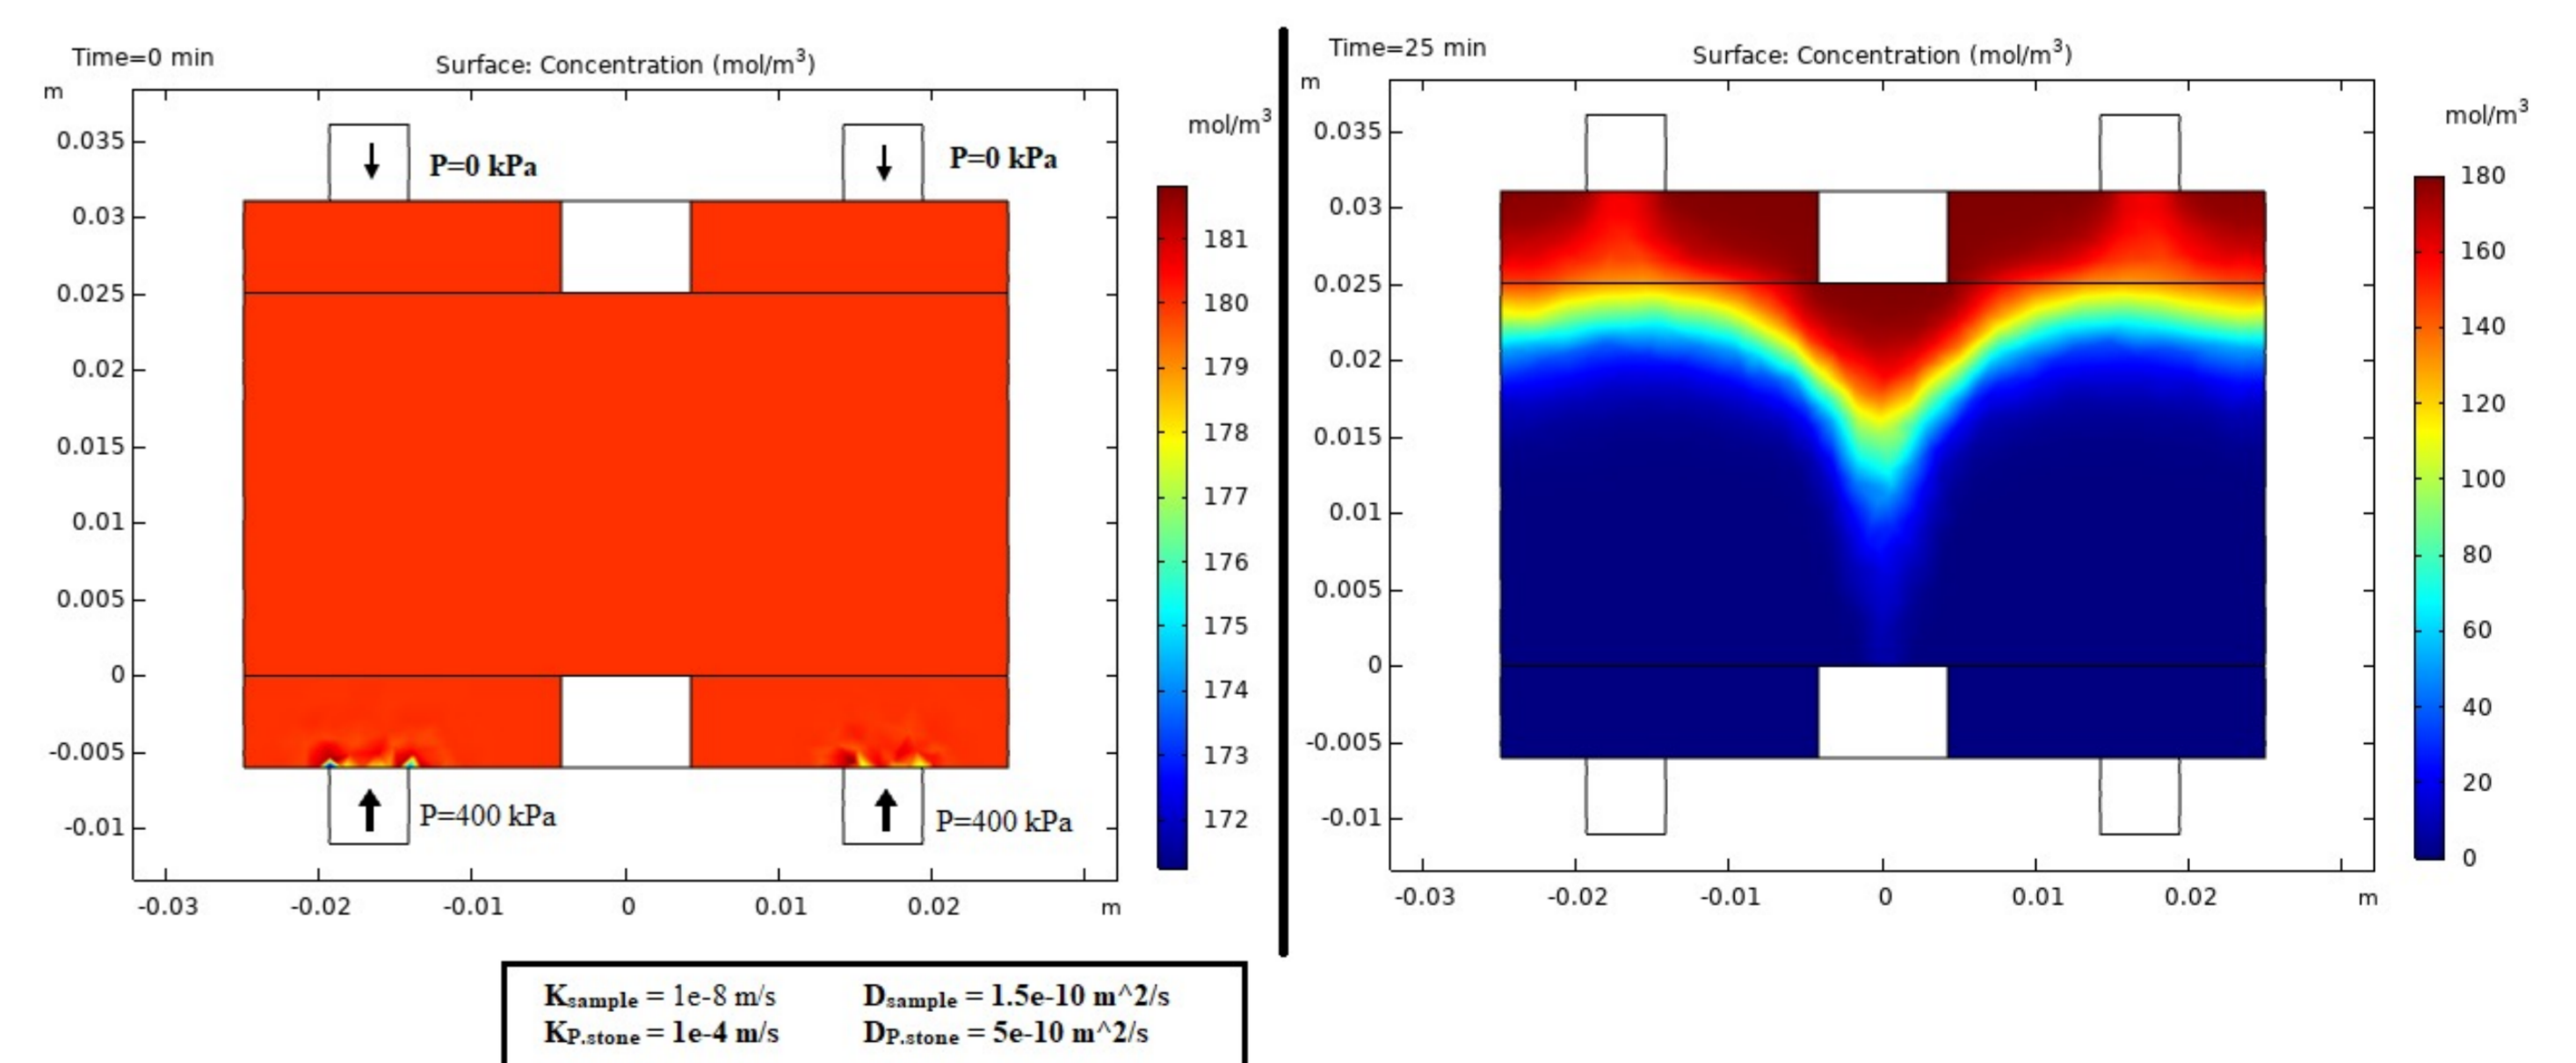 Time=0 min
Surface: Concentration (mol/m³)
m
mol/m³
0.035
0.03
0.025
0.02
0.015
0.01
0.005
0
-0.005
-0.01
P=0 kPa
P=0 kPa
P=400 kPa
P=400 kPa
-0.03 -0.02 -0.01 0 0.01 0.02 m
181
180
179
178
177
176
175
174
173
172
Time=25 min
Surface: Concentration (mol/m³)
m
mol/m³
0.035
0.03
0.025
0.02
0.015
0.01
0.005
0
-0.005
-0.01
-0.03 -0.02 -0.01 0 0.01 0.02 m
180
160
140
120
100
80
60
40
20
0
Ksample = 1e-8 m/s Dsample = 1.5e-10 m^2/s
KP.stone = 1e-4 m/s DP.stone = 5e-10 m^2/s